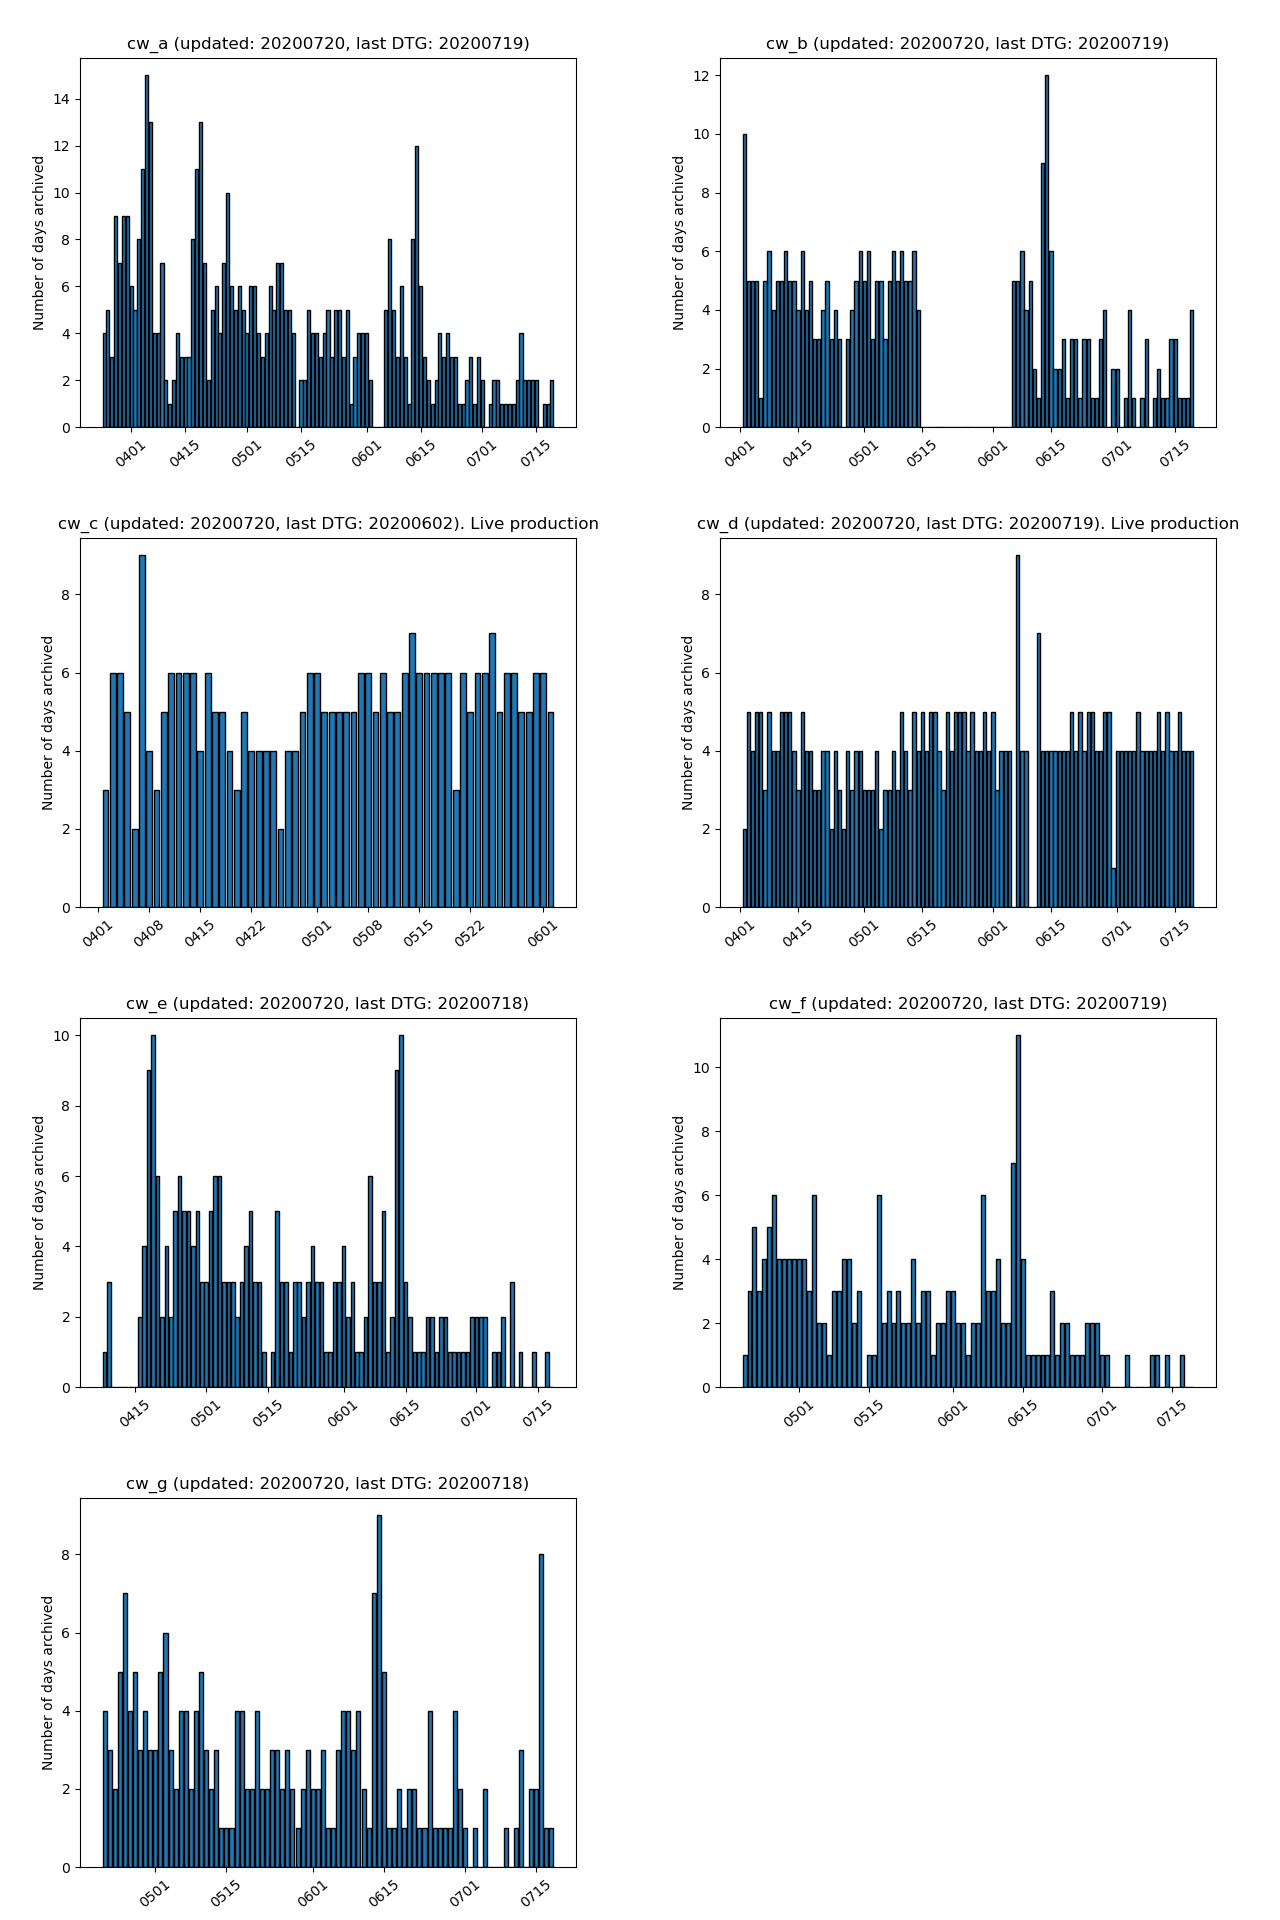 cw_a (updated: 20200720, last DTG: 20200719)
Number of days archived
14
12
10
8
6
4
2
0
0401 0415 0501 0515 0601 0615 0701 0715
cw_b (updated: 20200720, last DTG: 20200719)
Number of days archived
12
10
8
6
4
2
0
0401 0415 0501 0515 0601 0615 0701 0715
cw_c (updated: 20200720, last DTG: 20200602). Live production
Number of days archived
8
6
4
2
0
0401 0408 0415 0422 0501 0508 0515 0522 0601
cw_d (updated: 20200720, last DTG: 20200719). Live production
Number of days archived
8
6
4
2
0
0401 0415 0501 0515 0601 0615 0701 0715
cw_e (updated: 20200720, last DTG: 20200718)
Number of days archived
10
8
6
4
2
0
0415 0501 0515 0601 0615 0701 0715
cw_f (updated: 20200720, last DTG: 20200719)
Number of days archived
10
8
6
4
2
0
0501 0515 0601 0615 0701 0715
cw_g (updated: 20200720, last DTG: 20200718)
Number of days archived
8
6
4
2
0
0501 0515 0601 0615 0701 0715